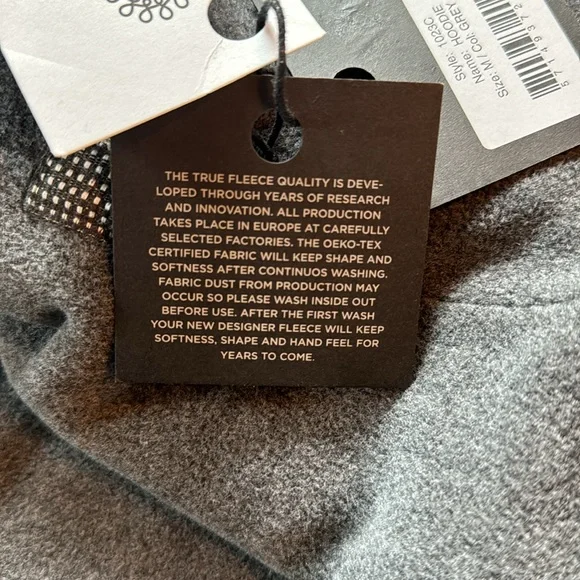 Style: 1023C
Name: HOODIE
Size: M / Col: GREY
5714937
THE TRUE FLEECE QUALITY IS DEVE-
LOPED THROUGH YEARS OF RESEARCH
AND INNOVATION. ALL PRODUCTION
TAKES PLACE IN EUROPE AT CAREFULLY
SELECTED FACTORIES. THE OEKO-TEX
CERTIFIED FABRIC WILL KEEP SHAPE AND
SOFTNESS AFTER CONTINUOS WASHING.
FABRIC DUST FROM PRODUCTION MAY
OCCUR SO PLEASE WASH INSIDE OUT
BEFORE USE. AFTER THE FIRST WASH
YOUR NEW DESIGNER FLEECE WILL KEEP
SOFTNESS, SHAPE AND HAND FEEL FOR
YEARS TO COME.